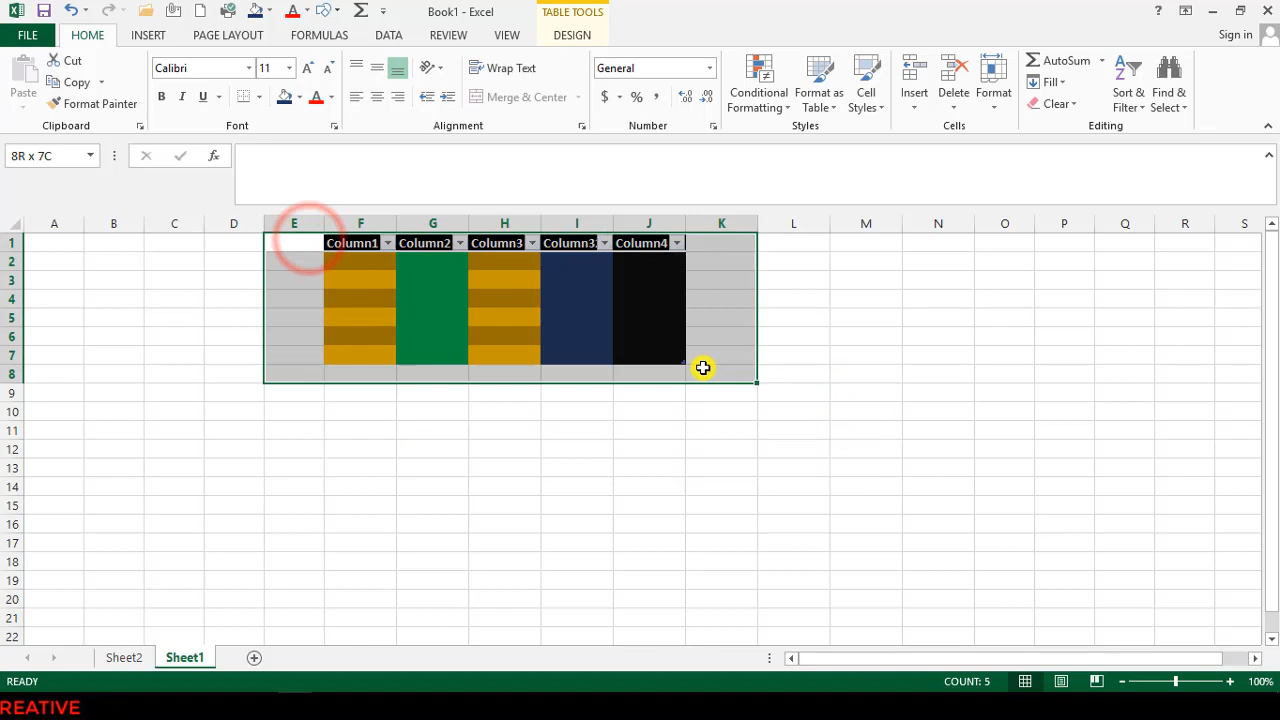 Book1 - Excel
TABLE TOOLS
?
FILE
HOME
INSERT
PAGE LAYOUT
FORMULAS
DATA
REVIEW
VIEW
DESIGN
Sign in
Paste
Cut
Copy
Format Painter
Clipboard
Calibri
11
B I U
Font
Wrap Text
Merge & Center
Alignment
General
$ % ,
Number
Conditional Formatting
Format as Table
Cell Styles
Styles
Insert
Delete
Format
Cells
AutoSum
Fill
Clear
Sort & Filter
Find & Select
Editing
8R x 7C
fx
A B C D E F G H I J K L M N O P Q R S
1 Column1 Column2 Column3 Column3 Column4
2
3
4
5
6
7
8
9
10
11
12
13
14
15
16
17
18
19
20
21
22
Sheet2 Sheet1
READY
COUNT: 5
100%
REATIVE